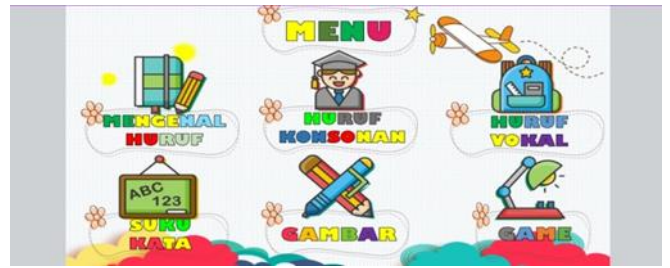 MENU
MENGENAL
HURUF
HURUF
KONSONAN
HURUF
VOKAL
ABC
123
SUKU
KATA
GAMBAR
GAME